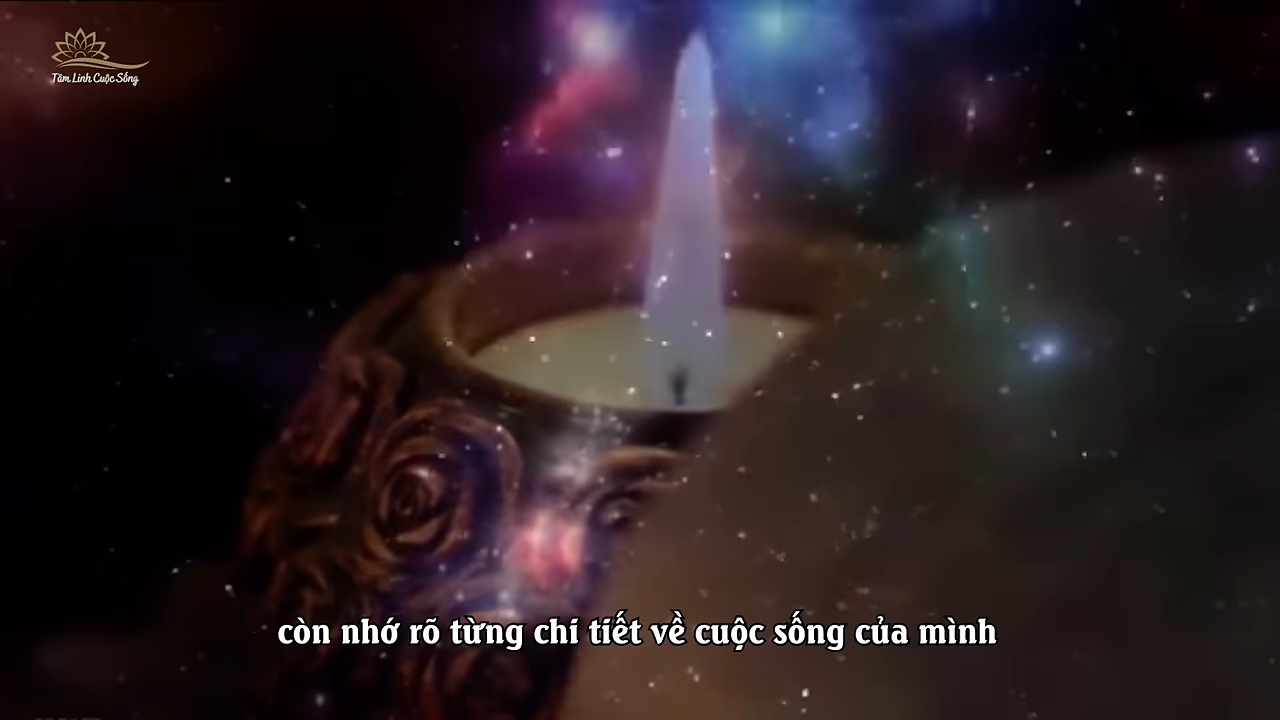 Tâm Linh Cuộc Sống
còn nhớ rõ từng chi tiết về cuộc sống của mình